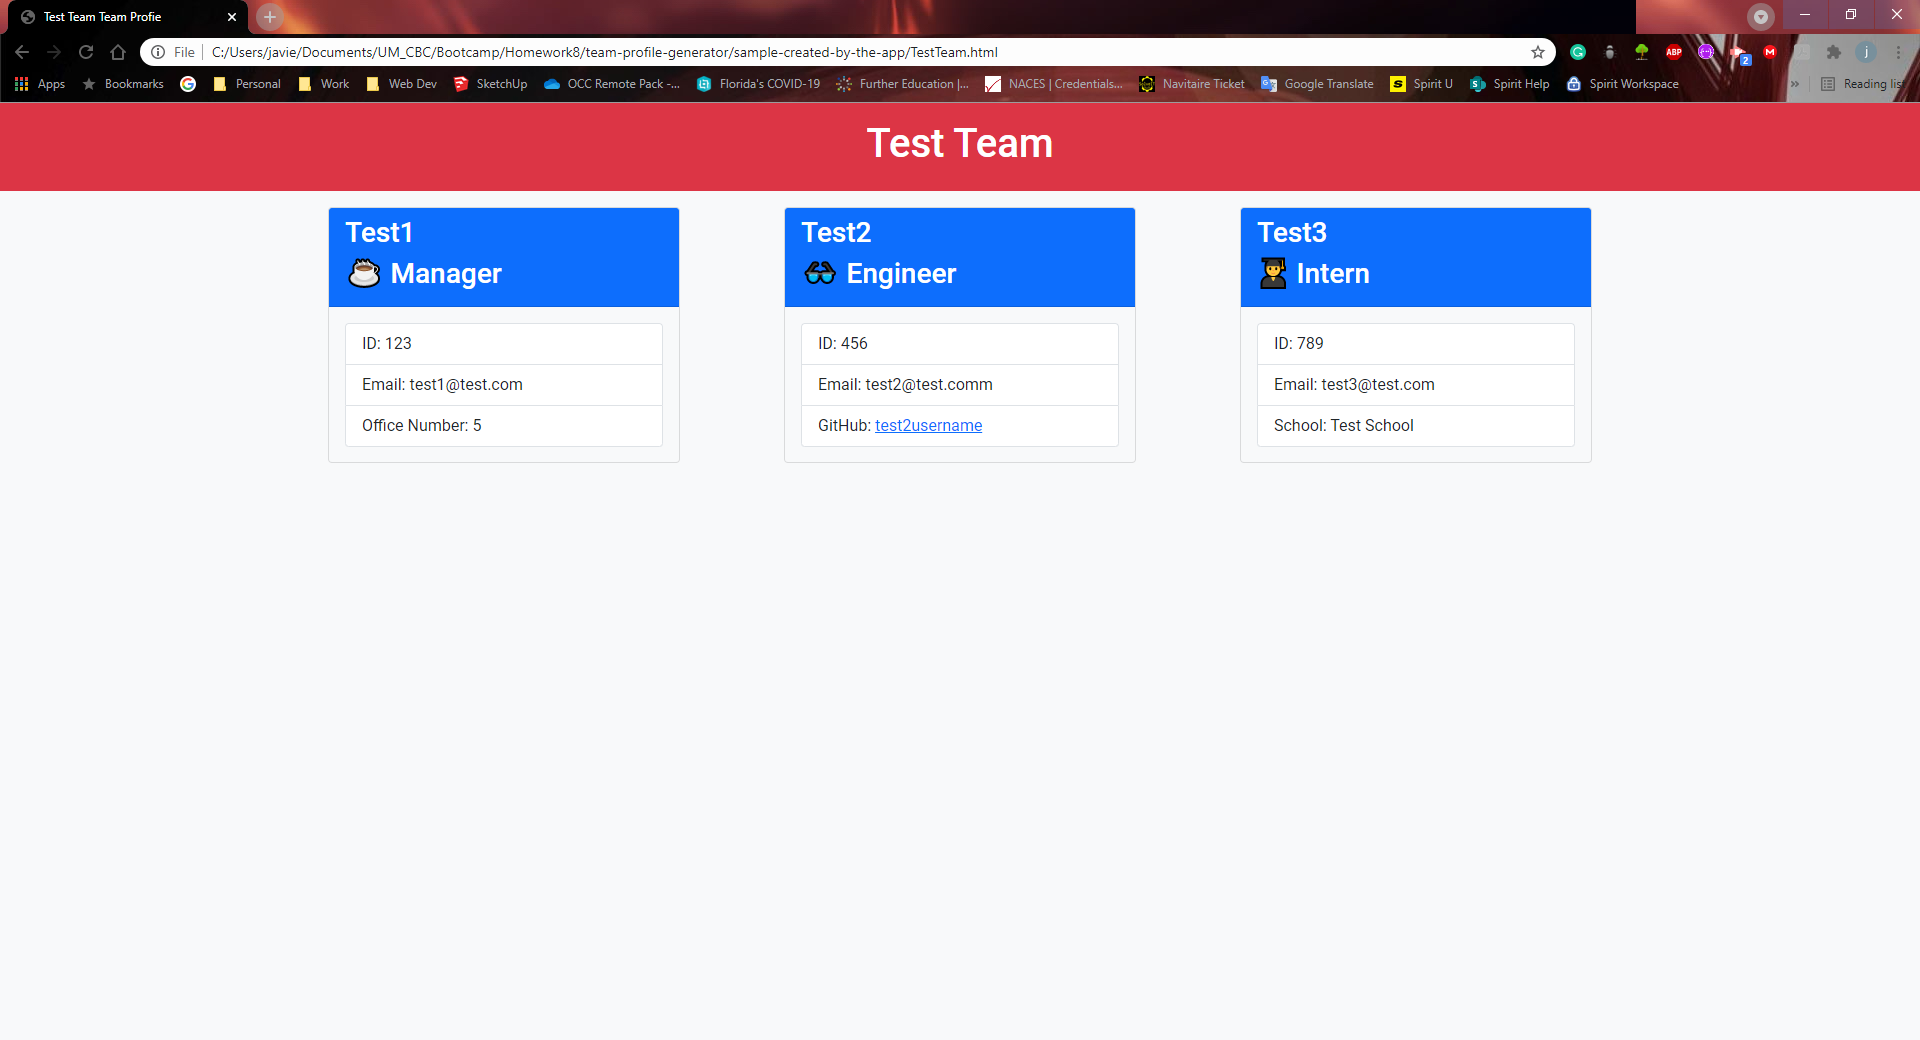 Test Team Team Profie
File
C:/Users/javie/Documents/UM_CBC/Bootcamp/Homework8/team-profile-generator/sample-created-by-the-app/TestTeam.html
ABP
2
M
j
Apps
Bookmarks
G
Personal
Work
Web Dev
SketchUp
OCC Remote Pack -...
Florida's COVID-19
Further Education |...
NACES | Credentials...
Navitaire Ticket
Google Translate
Spirit U
Spirit Help
Spirit Workspace
»
Reading lis
Test Team
Test1
Manager
ID: 123
Email: test1@test.com
Office Number: 5
Test2
Engineer
ID: 456
Email: test2@test.comm
GitHub: test2username
Test3
Intern
ID: 789
Email: test3@test.com
School: Test School